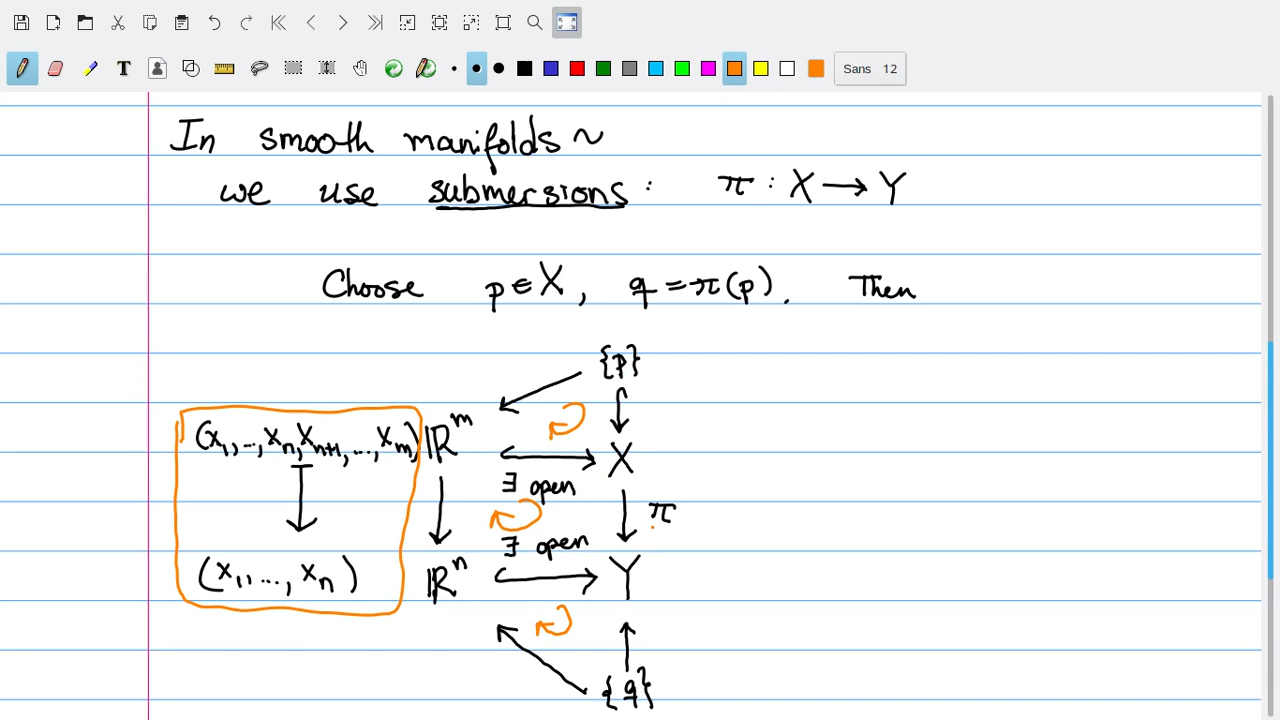 Sans 12
In smooth manifolds ~
we use submersions : π : X → Y
Choose p ∈ X, q = π(p). Then
{p}
(x₁, ..., xₙ, xₙ₊₁, ..., xₘ) ℝᵐ X
∃ open
π
∃ open
(x₁, ..., xₙ) ℝⁿ Y
{q}